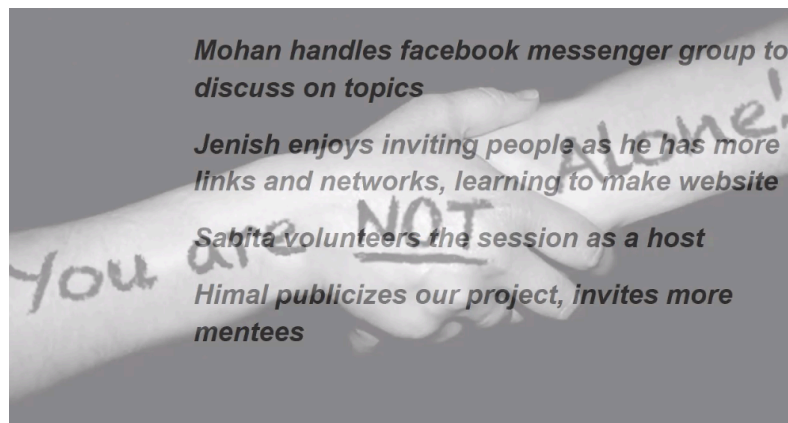 Mohan handles facebook messenger group to
discuss on topics
Jenish enjoys inviting people as he has more
links and networks, learning to make website
Sabita volunteers the session as a host
Himal publicizes our project, invites more
mentees
You are NOT Alone!